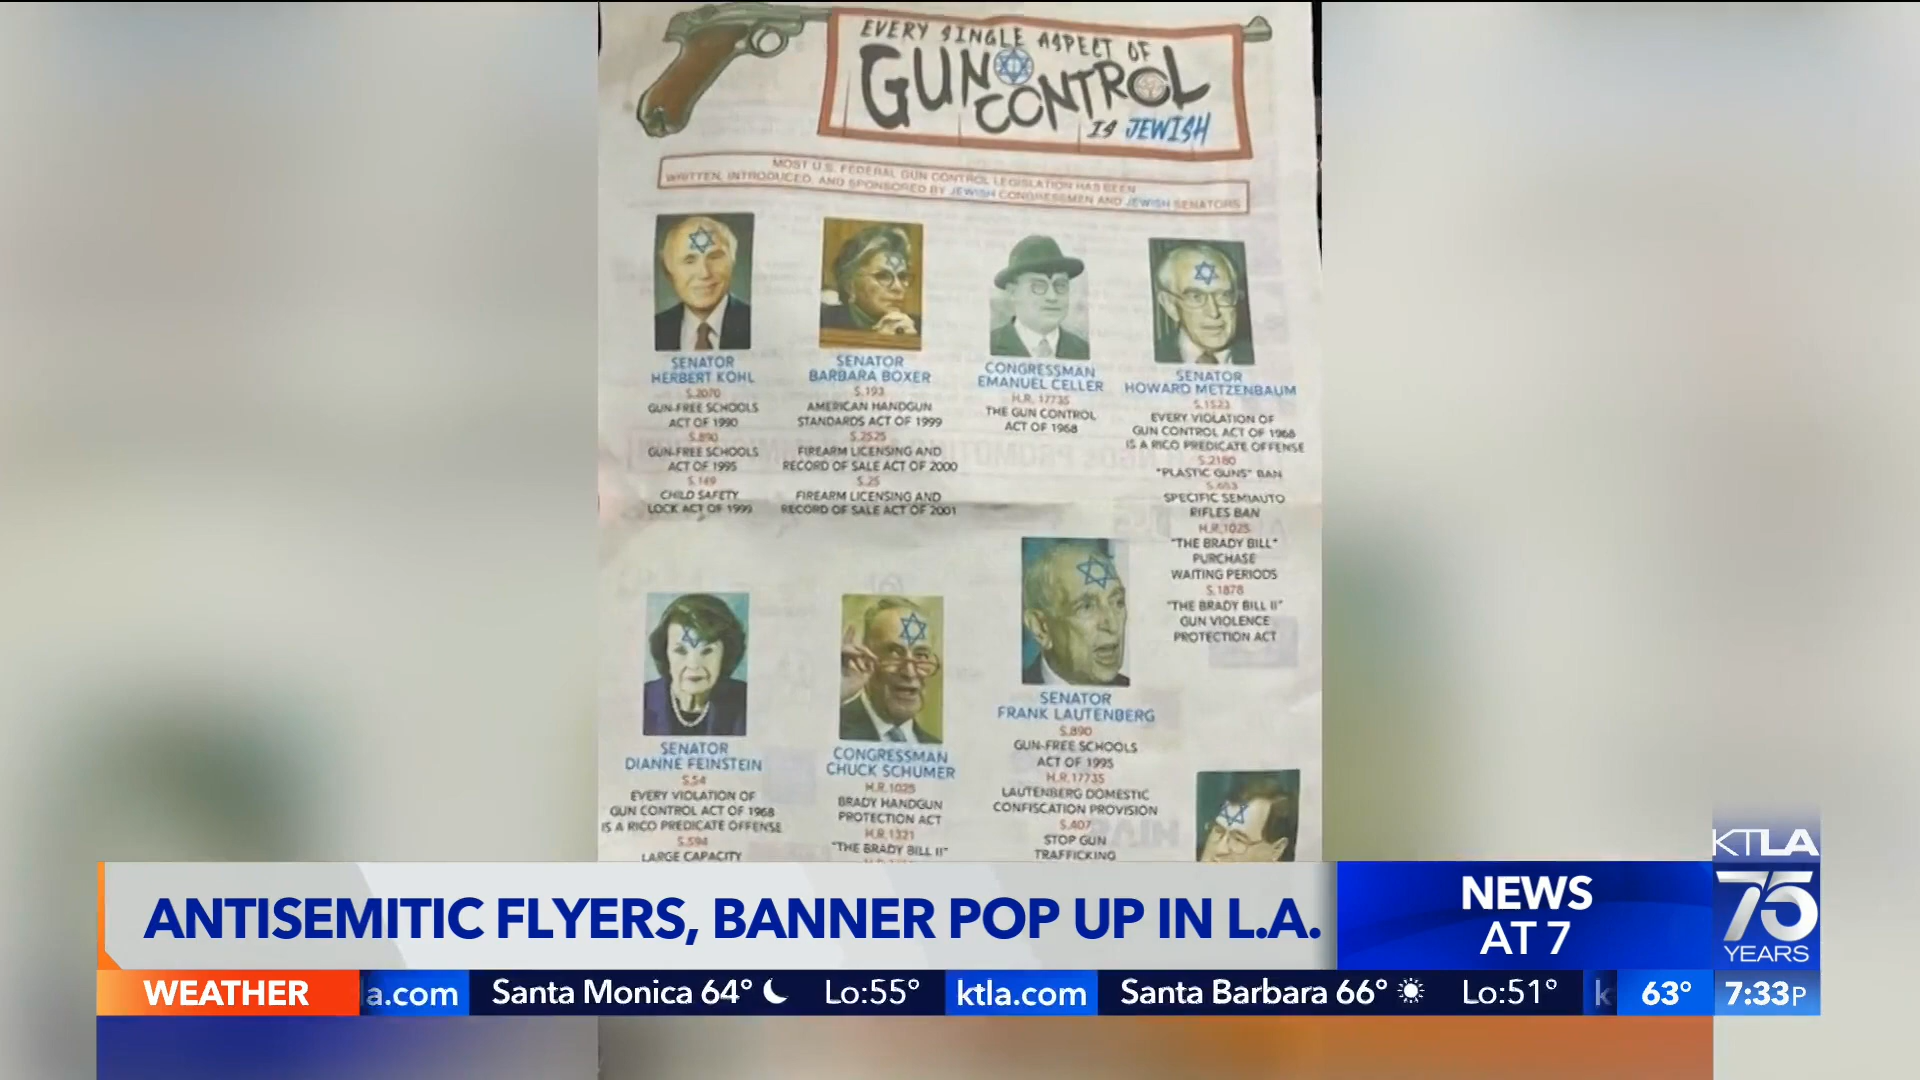 EVERY SINGLE ASPECT OF
GUN CONTROL
IS JEWISH
MOST U.S. FEDERAL GUN CONTROL LEGISLATION HAS BEEN
WRITTEN, INTRODUCED, AND SPONSORED BY JEWISH CONGRESSMEN AND JEWISH SENATORS
SENATOR
HERBERT KOHL
S.2070
GUN-FREE SCHOOLS
ACT OF 1990
S.890
GUN-FREE SCHOOLS
ACT OF 1995
S.149
CHILD SAFETY
LOCK ACT OF 1999
SENATOR
BARBARA BOXER
S.193
AMERICAN HANDGUN
STANDARDS ACT OF 1999
S.2525
FIREARM LICENSING AND
RECORD OF SALE ACT OF 2000
S.25
FIREARM LICENSING AND
RECORD OF SALE ACT OF 2001
CONGRESSMAN
EMANUEL CELLER
H.R. 17735
THE GUN CONTROL
ACT OF 1968
SENATOR
HOWARD METZENBAUM
S.1523
EVERY VIOLATION OF
GUN CONTROL ACT OF 1968
IS A RICO PREDICATE OFFENSE
S.2180
"PLASTIC GUNS" BAN
SPECIFIC SEMIAUTO
RIFLES BAN
H.R.1025
"THE BRADY BILL"
PURCHASE
WAITING PERIODS
S.1878
"THE BRADY BILL II"
GUN VIOLENCE
PROTECTION ACT
SENATOR
DIANNE FEINSTEIN
S.54
EVERY VIOLATION OF
GUN CONTROL ACT OF 1968
IS A RICO PREDICATE OFFENSE
S.594
LARGE CAPACITY
CONGRESSMAN
CHUCK SCHUMER
H.R.1025
BRADY HANDGUN
PROTECTION ACT
H.R.1321
"THE BRADY BILL II"
SENATOR
FRANK LAUTENBERG
S.890
GUN-FREE SCHOOLS
ACT OF 1995
H.R.17735
LAUTENBERG DOMESTIC
CONFISCATION PROVISION
S.407
STOP GUN
TRAFFICKING
ANTISEMITIC FLYERS, BANNER POP UP IN L.A.
NEWS
AT 7
KTLA
75
YEARS
WEATHER
a.com Santa Monica 64° Lo:55° ktla.com Santa Barbara 66° Lo:51° k 63° 7:33P